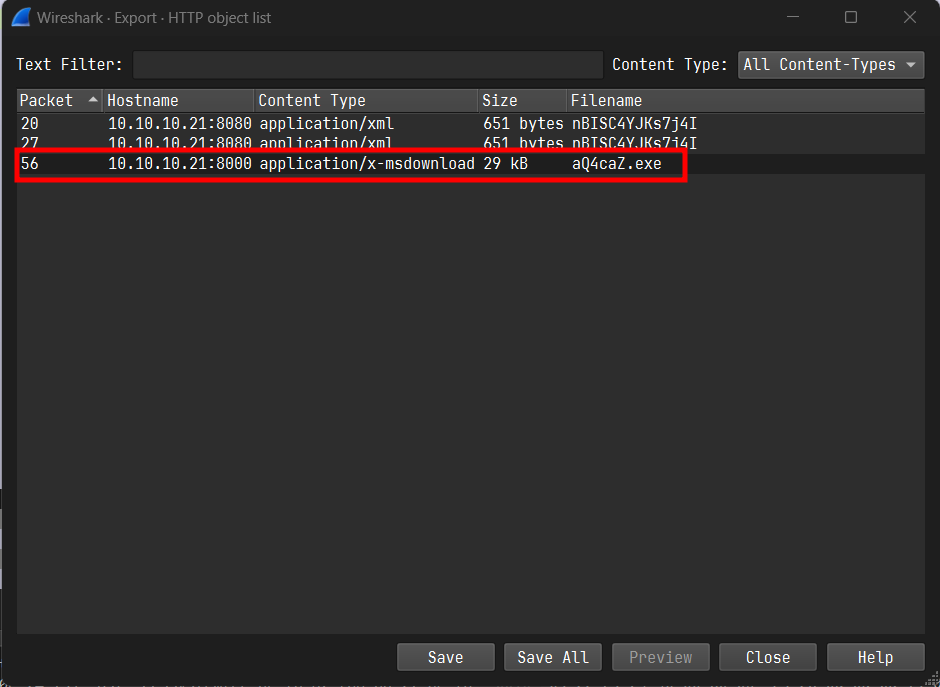 Wireshark · Export · HTTP object list
Text Filter: Content Type: All Content-Types
Packet Hostname Content Type Size Filename
20 10.10.10.21:8080 application/xml 651 bytes nBISC4YJKs7j4I
27 10.10.10.21:8080 application/xml 651 bytes nBISC4YJKs7j4I
56 10.10.10.21:8000 application/x-msdownload 29 kB aQ4caZ.exe
Save Save All Preview Close Help